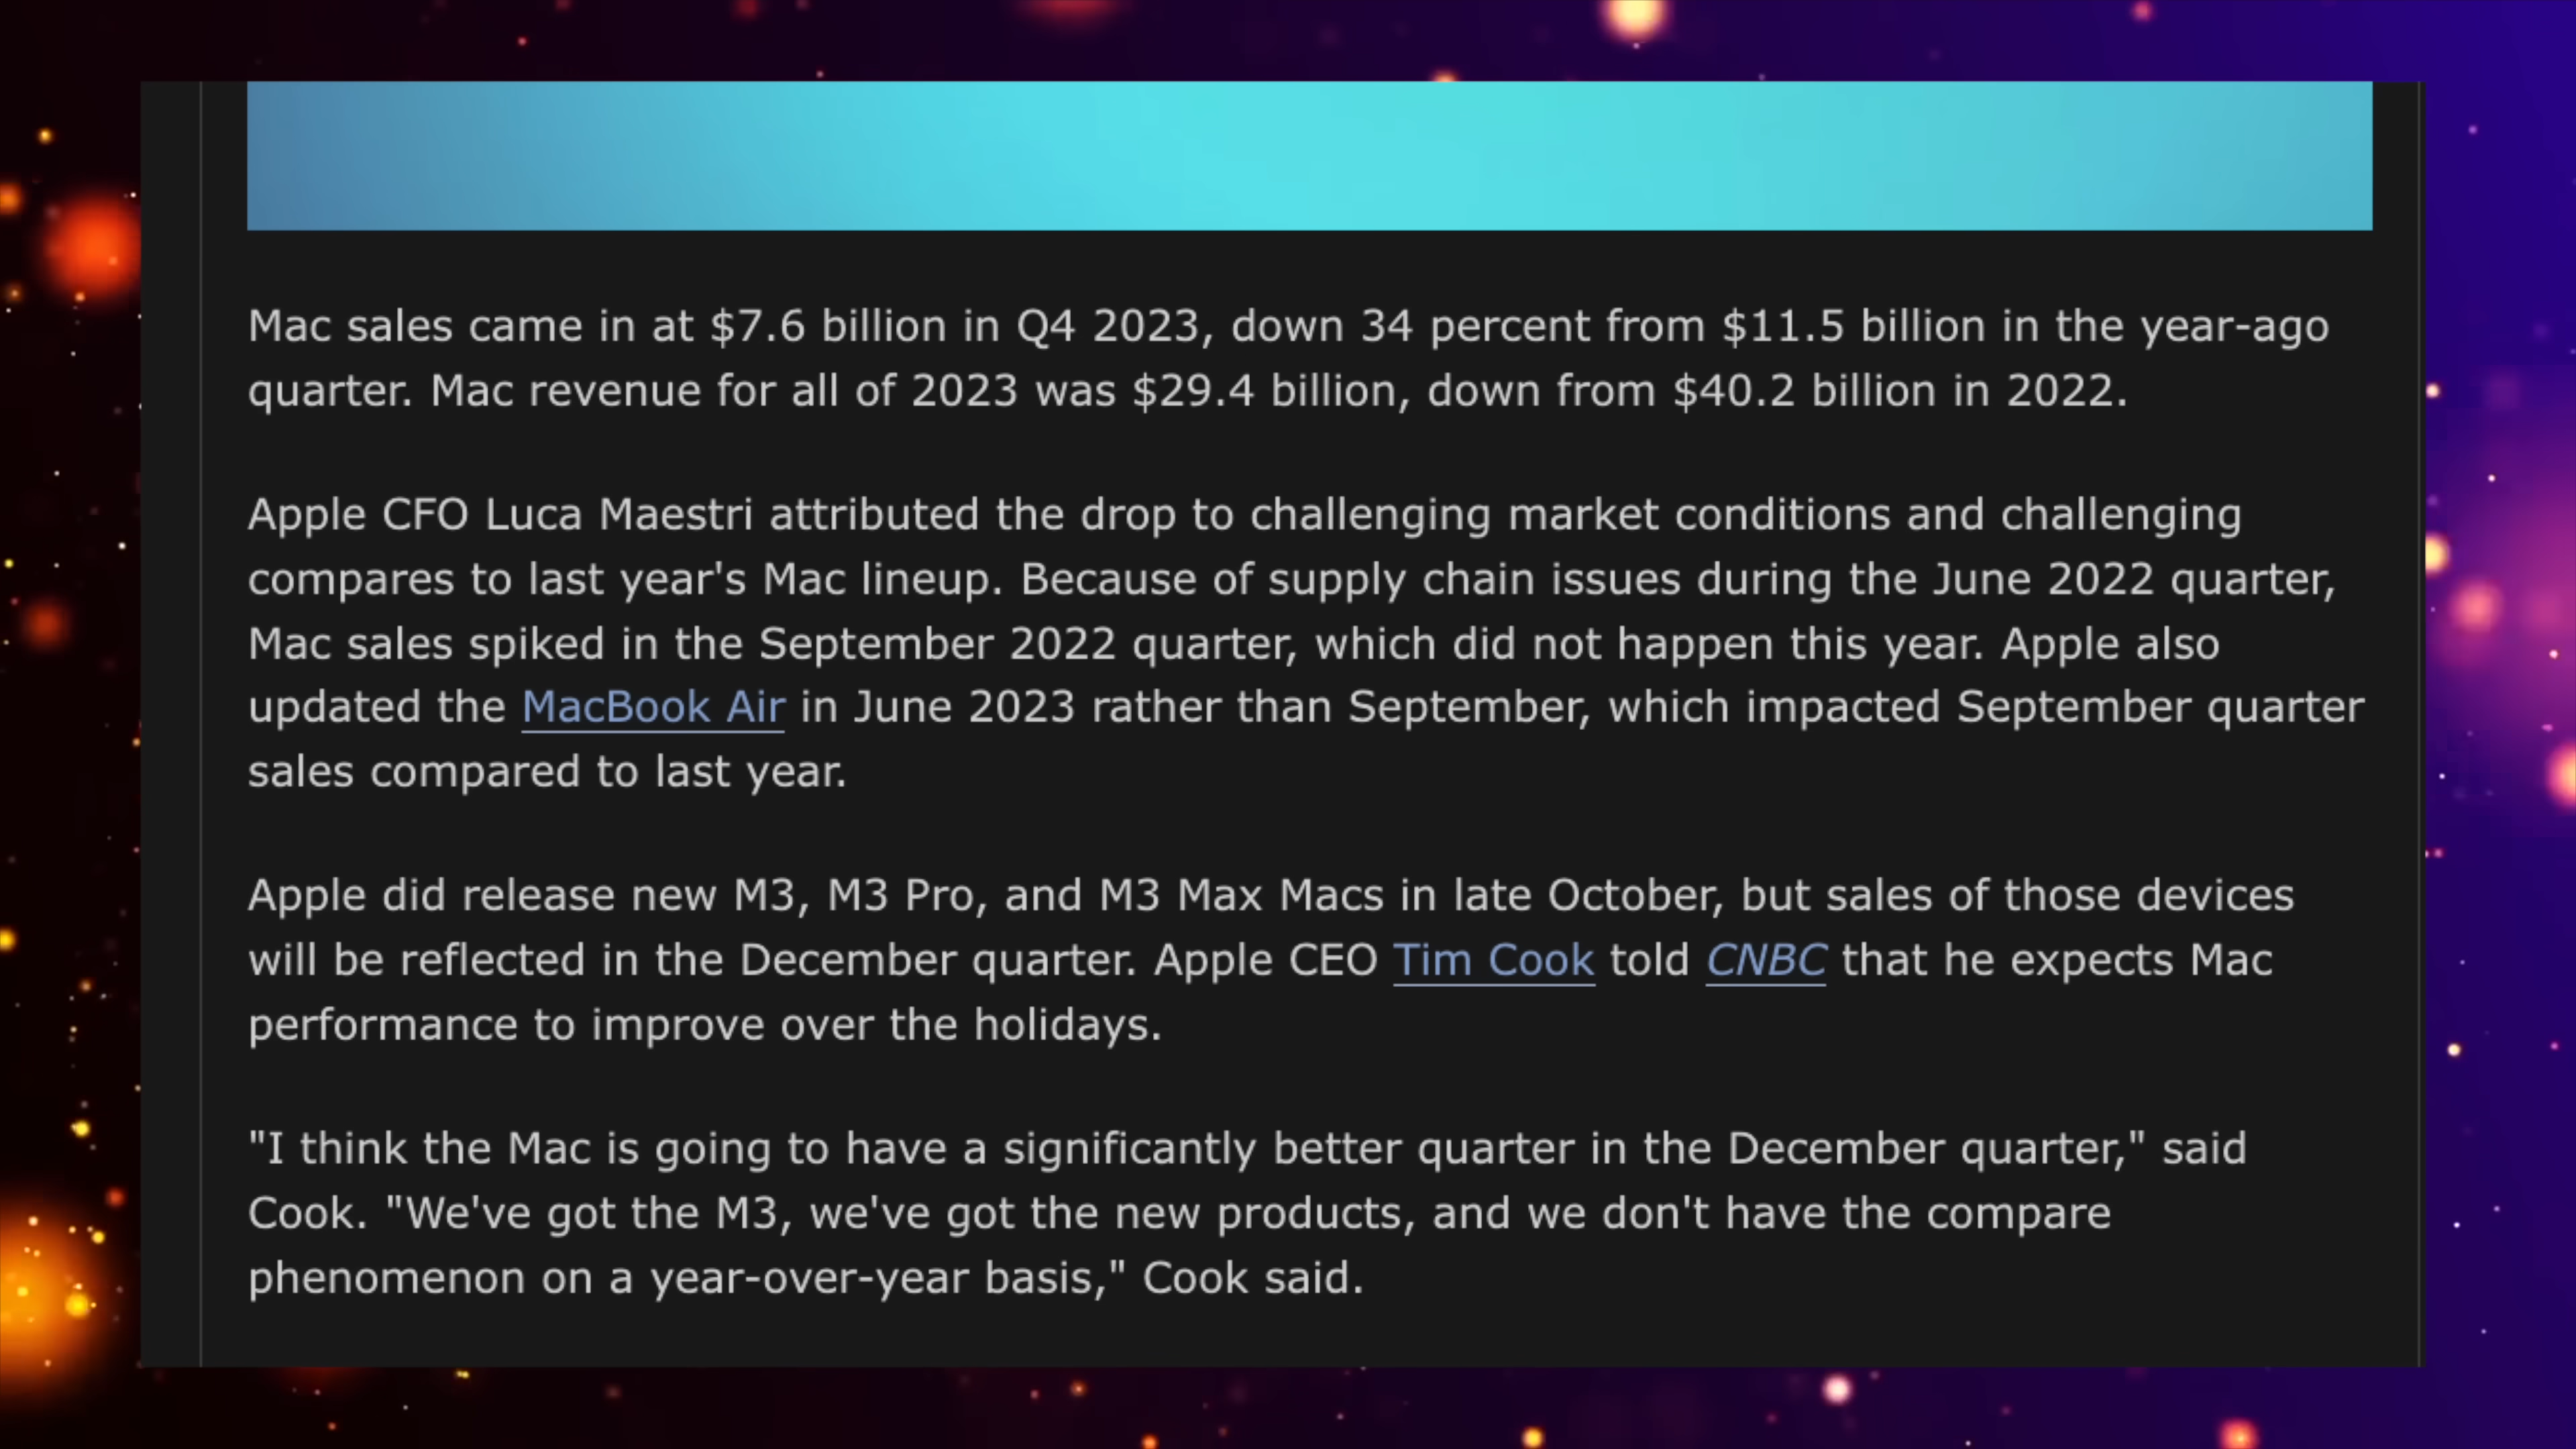 Mac sales came in at $7.6 billion in Q4 2023, down 34 percent from $11.5 billion in the year-ago
quarter. Mac revenue for all of 2023 was $29.4 billion, down from $40.2 billion in 2022.
Apple CFO Luca Maestri attributed the drop to challenging market conditions and challenging
compares to last year's Mac lineup. Because of supply chain issues during the June 2022 quarter,
Mac sales spiked in the September 2022 quarter, which did not happen this year. Apple also
updated the MacBook Air in June 2023 rather than September, which impacted September quarter
sales compared to last year.
Apple did release new M3, M3 Pro, and M3 Max Macs in late October, but sales of those devices
will be reflected in the December quarter. Apple CEO Tim Cook told CNBC that he expects Mac
performance to improve over the holidays.
"I think the Mac is going to have a significantly better quarter in the December quarter," said
Cook. "We've got the M3, we've got the new products, and we don't have the compare
phenomenon on a year-over-year basis," Cook said.